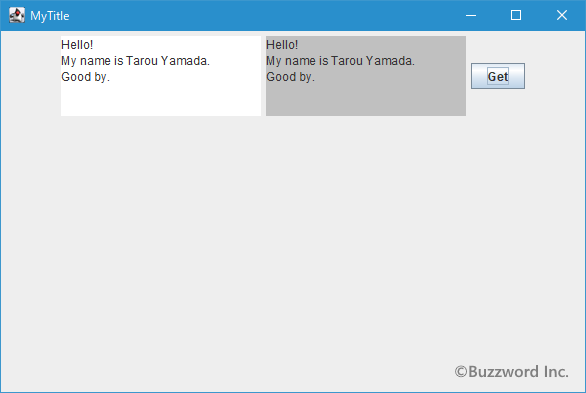 MyTitle
Hello!
My name is Tarou Yamada.
Good by.
Hello!
My name is Tarou Yamada.
Good by.
Get
©Buzzword Inc.